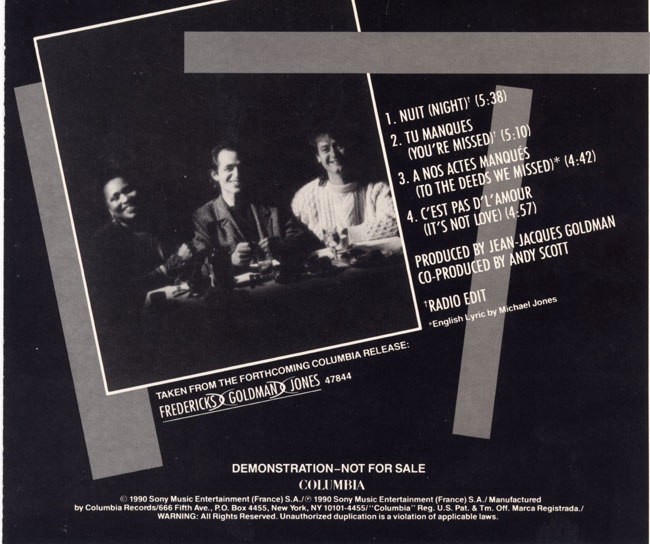 1. NUIT (NIGHT)† (5:38)
2. TU MANQUES
(YOU'RE MISSED)† (5:10)
3. A NOS ACTES MANQUÉS
(TO THE DEEDS WE MISSED)* (4:42)
4. C'EST PAS D'L'AMOUR
(IT'S NOT LOVE) (4:57)
PRODUCED BY JEAN-JACQUES GOLDMAN
CO-PRODUCED BY ANDY SCOTT
†RADIO EDIT
*English Lyric by Michael Jones
TAKEN FROM THE FORTHCOMING COLUMBIA RELEASE:
FREDERICKS GOLDMAN JONES 47844
DEMONSTRATION–NOT FOR SALE
COLUMBIA
© 1990 Sony Music Entertainment (France) S.A./℗ 1990 Sony Music Entertainment (France) S.A./ Manufactured
by Columbia Records/666 Fifth Ave., P.O. Box 4455, New York, NY 10101-4455/ "Columbia" Reg. U.S. Pat. & Tm. Off. Marca Registrada./
WARNING: All Rights Reserved. Unauthorized duplication is a violation of applicable laws.